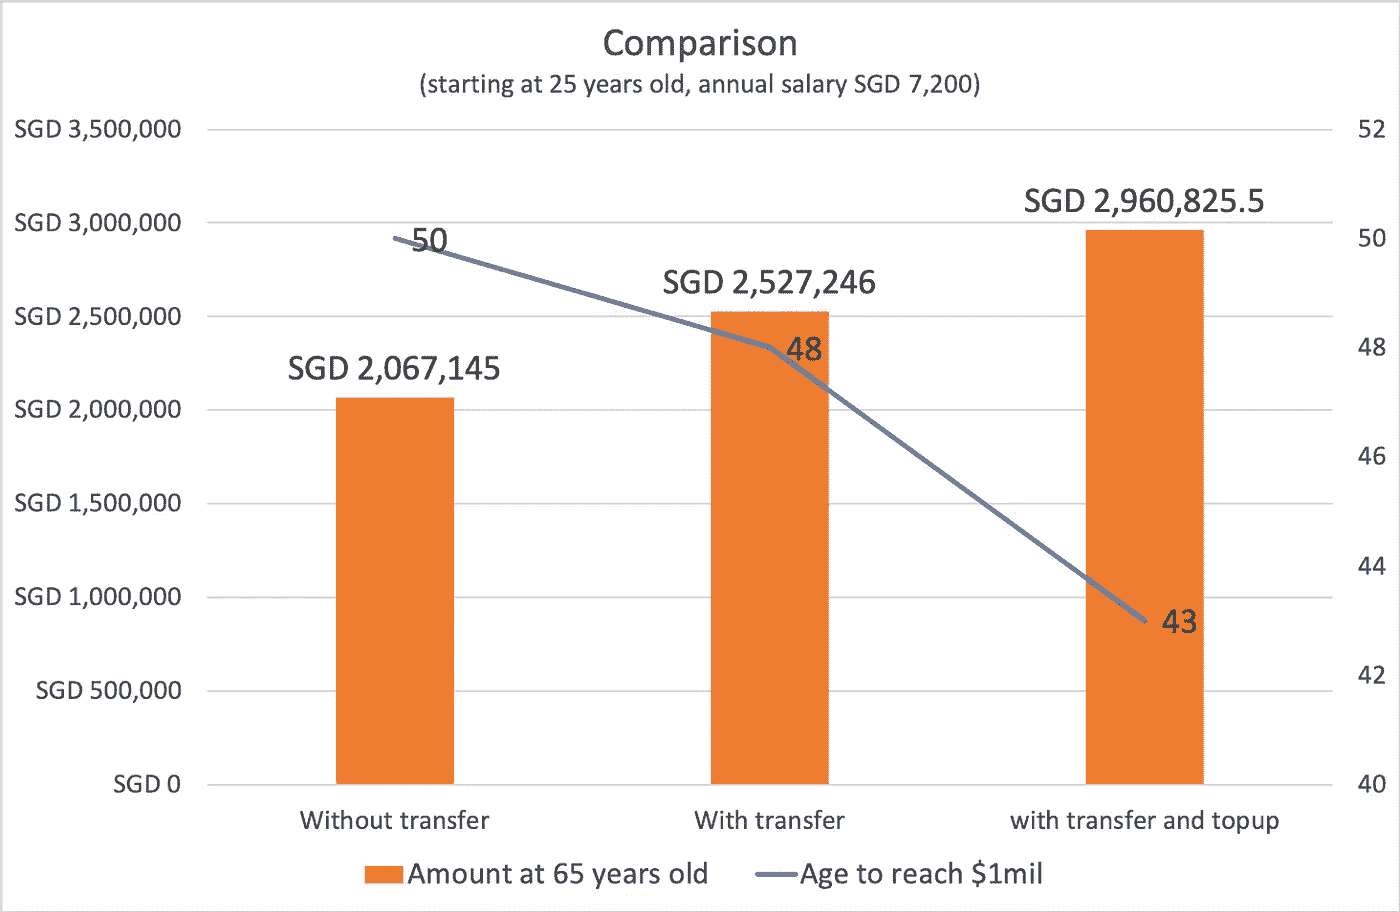 Comparison
(starting at 25 years old, annual salary SGD 7,200)
SGD 3,500,000
SGD 3,000,000
SGD 2,500,000
SGD 2,000,000
SGD 1,500,000
SGD 1,000,000
SGD 500,000
SGD 0
52
50
48
46
44
42
40
SGD 2,067,145
SGD 2,527,246
SGD 2,960,825.5
50
48
43
Without transfer
With transfer
with transfer and topup
Amount at 65 years old
Age to reach $1mil